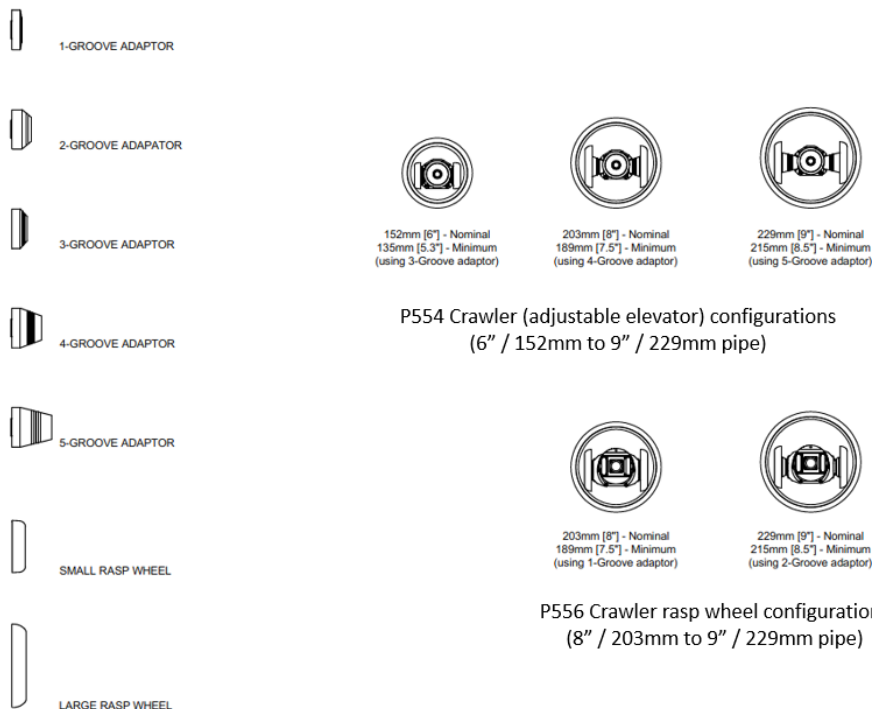 1-GROOVE ADAPTOR
2-GROOVE ADAPATOR
3-GROOVE ADAPTOR
4-GROOVE ADAPTOR
5-GROOVE ADAPTOR
SMALL RASP WHEEL
LARGE RASP WHEEL
152mm [6"] - Nominal
135mm [5.3"] - Minimum
(using 3-Groove adaptor)
203mm [8"] - Nominal
189mm [7.5"] - Minimum
(using 4-Groove adaptor)
229mm [9"] - Nominal
215mm [8.5"] - Minimum
(using 5-Groove adaptor)
P554 Crawler (adjustable elevator) configurations
(6” / 152mm to 9” / 229mm pipe)
203mm [8"] - Nominal
189mm [7.5"] - Minimum
(using 1-Groove adaptor)
229mm [9"] - Nominal
215mm [8.5"] - Minimum
(using 2-Groove adaptor)
P556 Crawler rasp wheel configuration
(8” / 203mm to 9” / 229mm pipe)